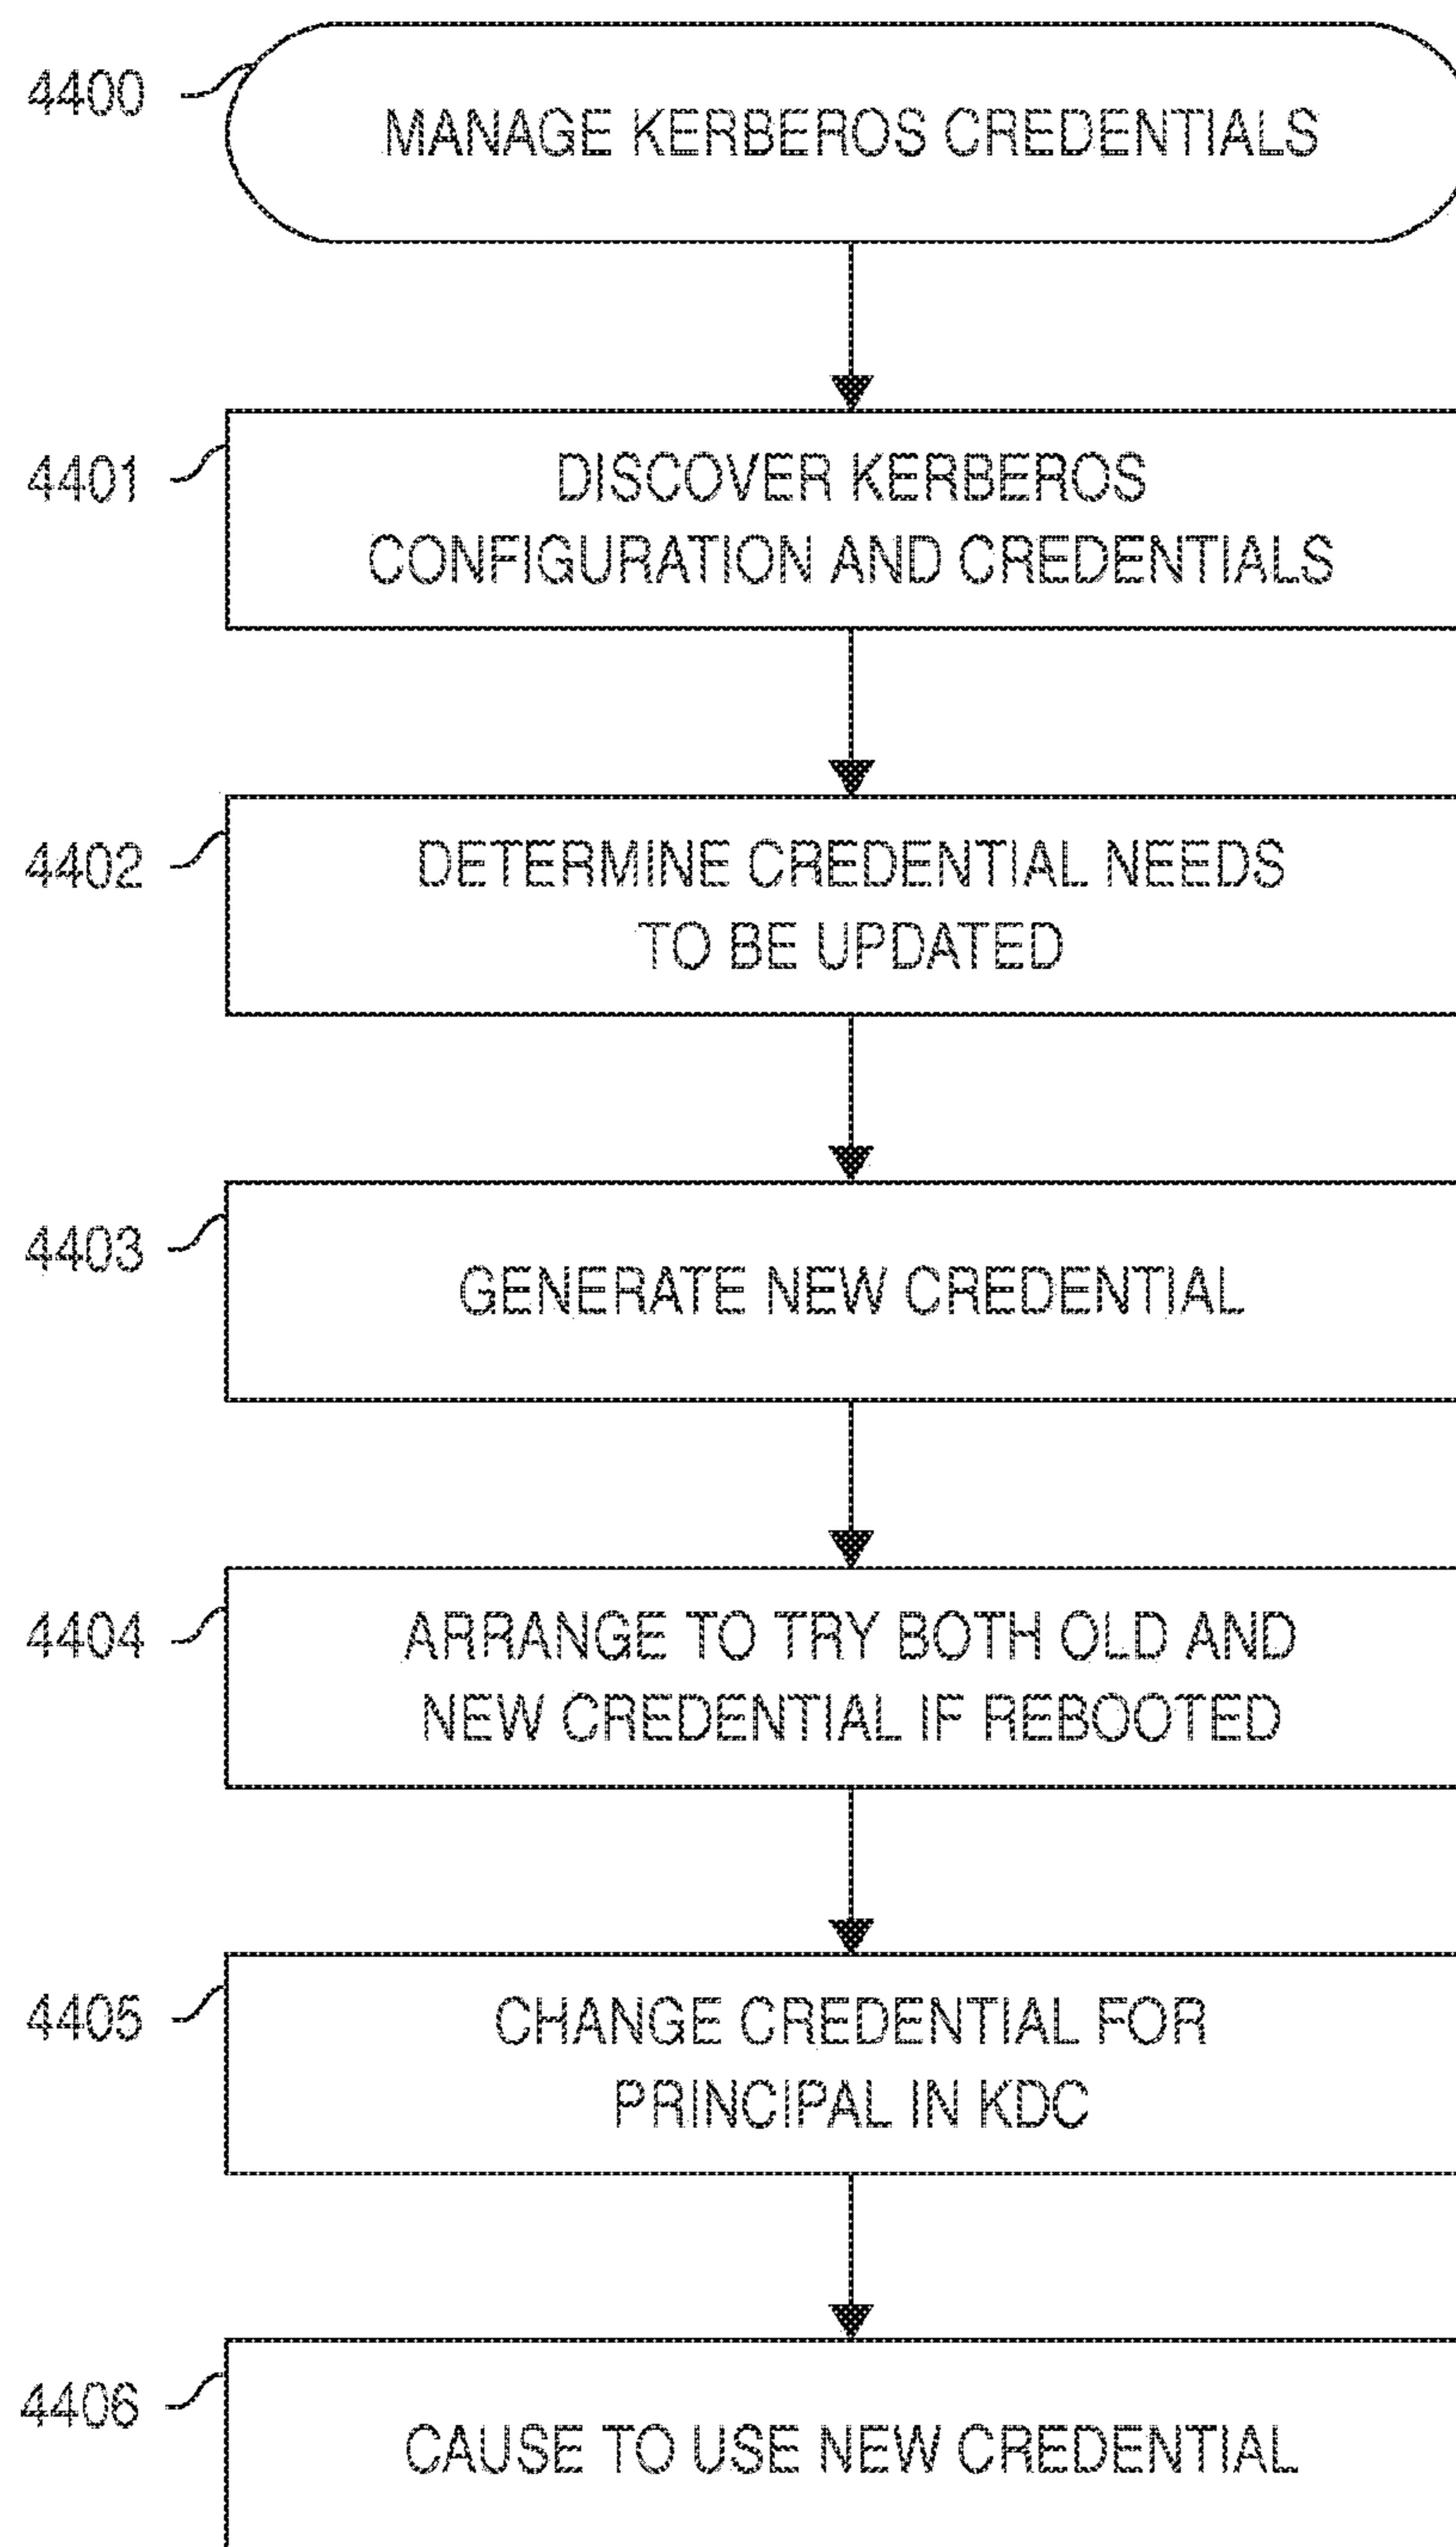 4400
MANAGE KERBEROS CREDENTIALS
4401
DISCOVER KERBEROS
CONFIGURATION AND CREDENTIALS
4402
DETERMINE CREDENTIAL NEEDS
TO BE UPDATED
4403
GENERATE NEW CREDENTIAL
4404
ARRANGE TO TRY BOTH OLD AND
NEW CREDENTIAL IF REBOOTED
4405
CHANGE CREDENTIAL FOR
PRINCIPAL IN KDC
4406
CAUSE TO USE NEW CREDENTIAL